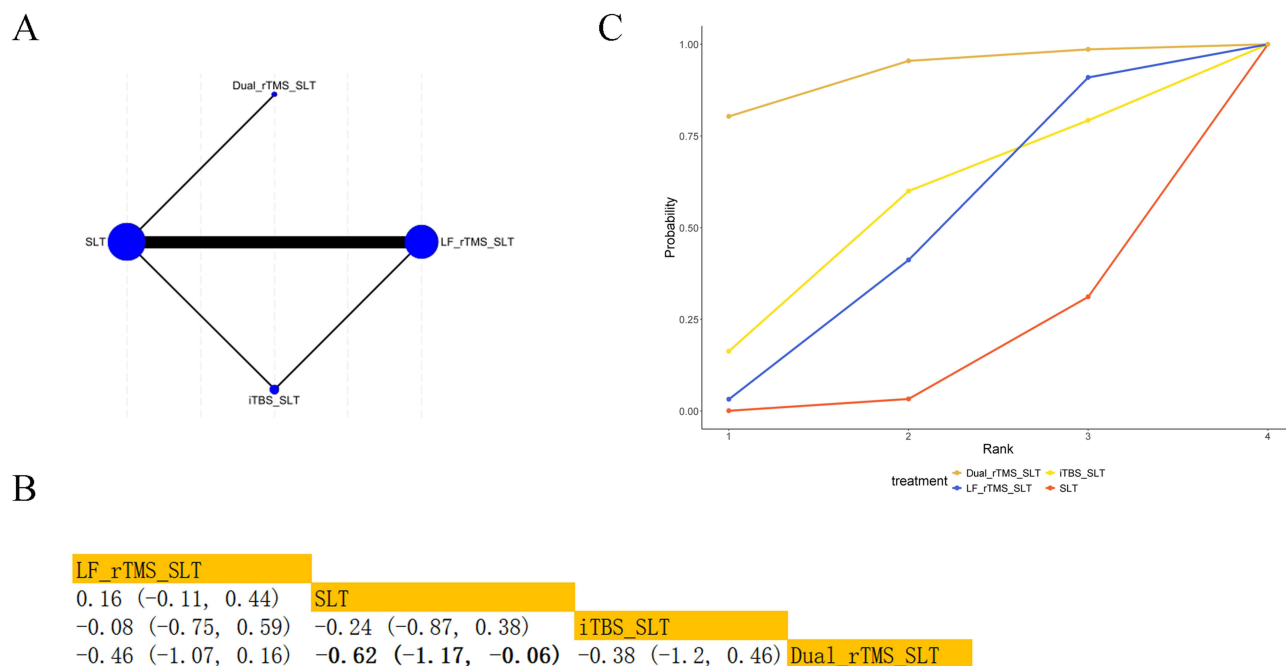 A
Dual_rTMS_SLT
SLT
LF_rTMS_SLT
iTBS_SLT
C
1.00
0.75
0.50
0.25
0.00
Probability
1
2
3
4
Rank
treatment
Dual_rTMS_SLT
iTBS_SLT
LF_rTMS_SLT
SLT
B
LF_rTMS_SLT
0.16 (-0.11, 0.44) SLT
-0.08 (-0.75, 0.59) -0.24 (-0.87, 0.38) iTBS_SLT
-0.46 (-1.07, 0.16) -0.62 (-1.17, -0.06) -0.38 (-1.2, 0.46) Dual_rTMS_SLT